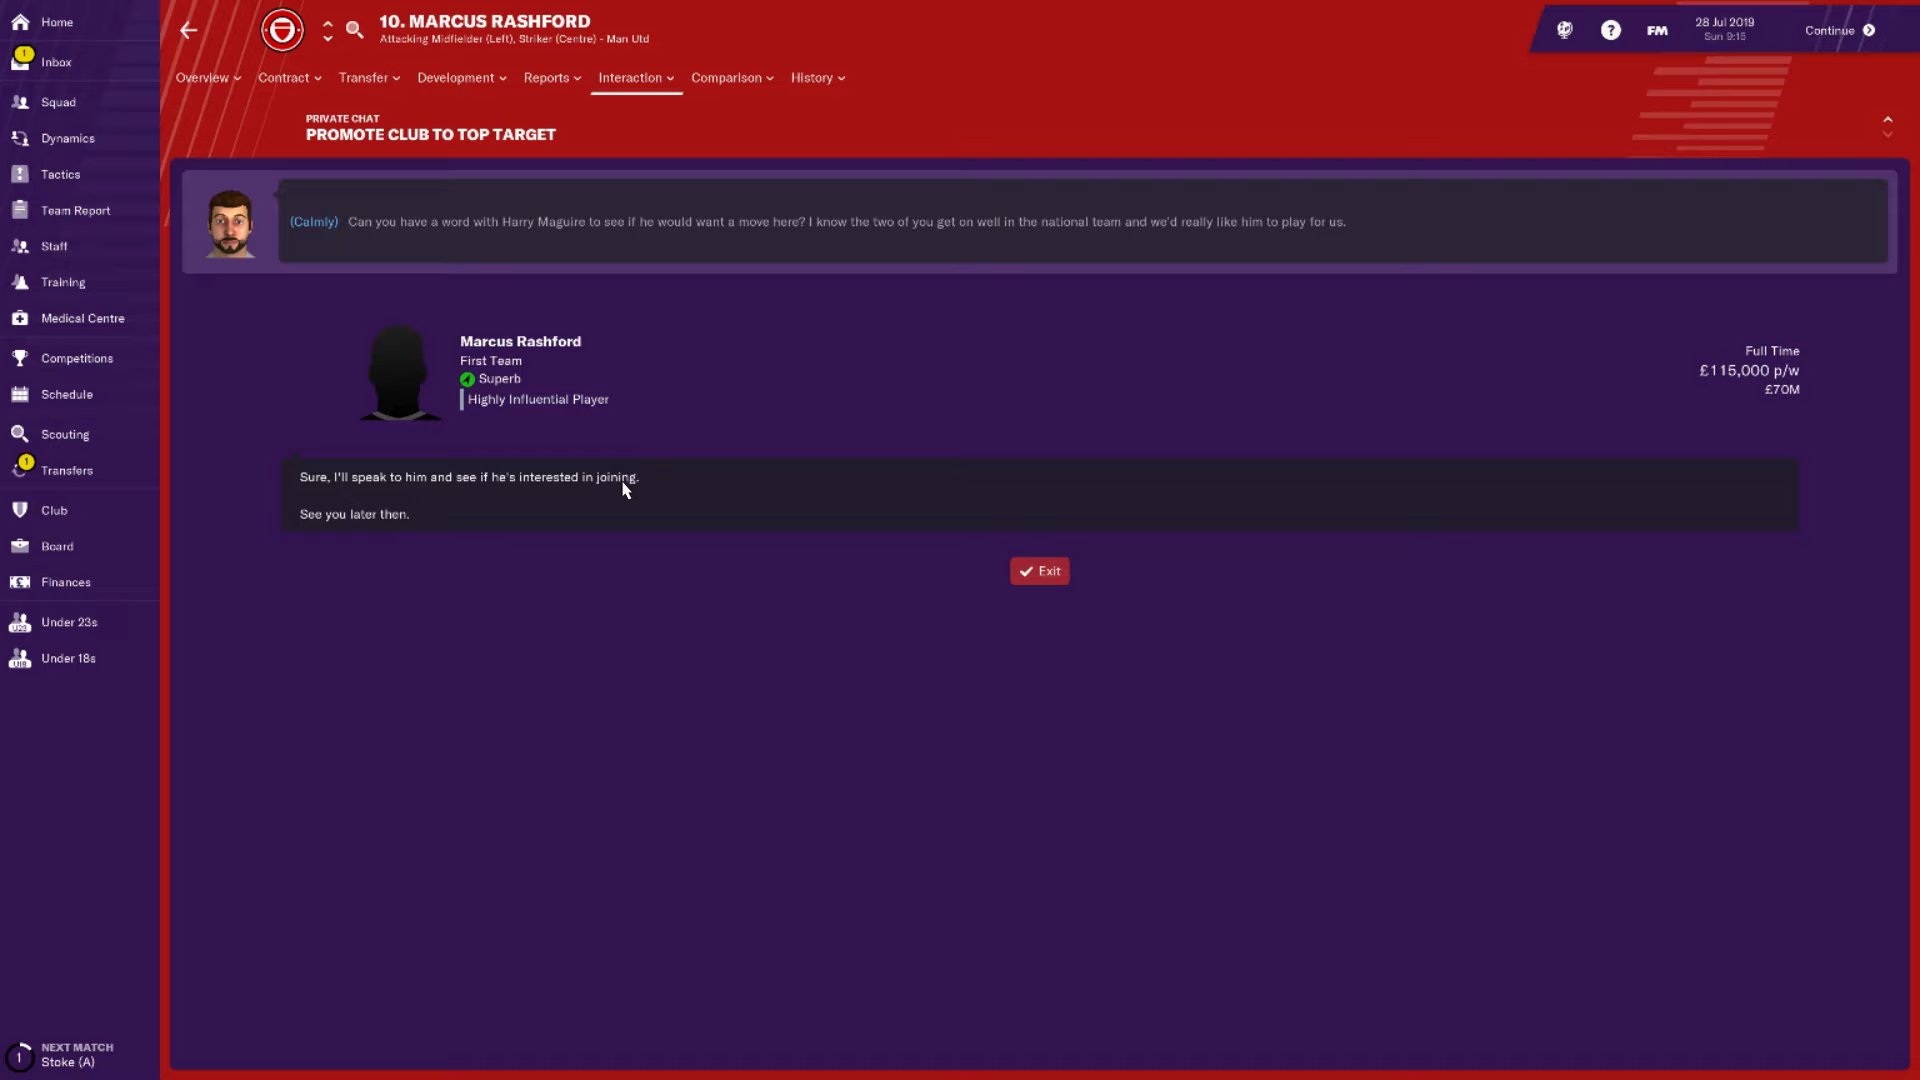 Home
1
Inbox
Squad
Dynamics
Tactics
Team Report
Staff
Training
Medical Centre
Competitions
Schedule
Scouting
1
Transfers
Club
Board
Finances
U23
Under 23s
U18
Under 18s
1
NEXT MATCH
Stoke (A)
10. MARCUS RASHFORD
Attacking Midfielder (Left), Striker (Centre) - Man Utd
?
FM
28 Jul 2019
Sun 9:15
Continue
Overview
Contract
Transfer
Development
Reports
Interaction
Comparison
History
PRIVATE CHAT
PROMOTE CLUB TO TOP TARGET
(Calmly) Can you have a word with Harry Maguire to see if he would want a move here? I know the two of you get on well in the national team and we'd really like him to play for us.
Marcus Rashford
First Team
Superb
Highly Influential Player
Full Time
£115,000 p/w
£70M
Sure, I'll speak to him and see if he's interested in joining.
See you later then.
Exit